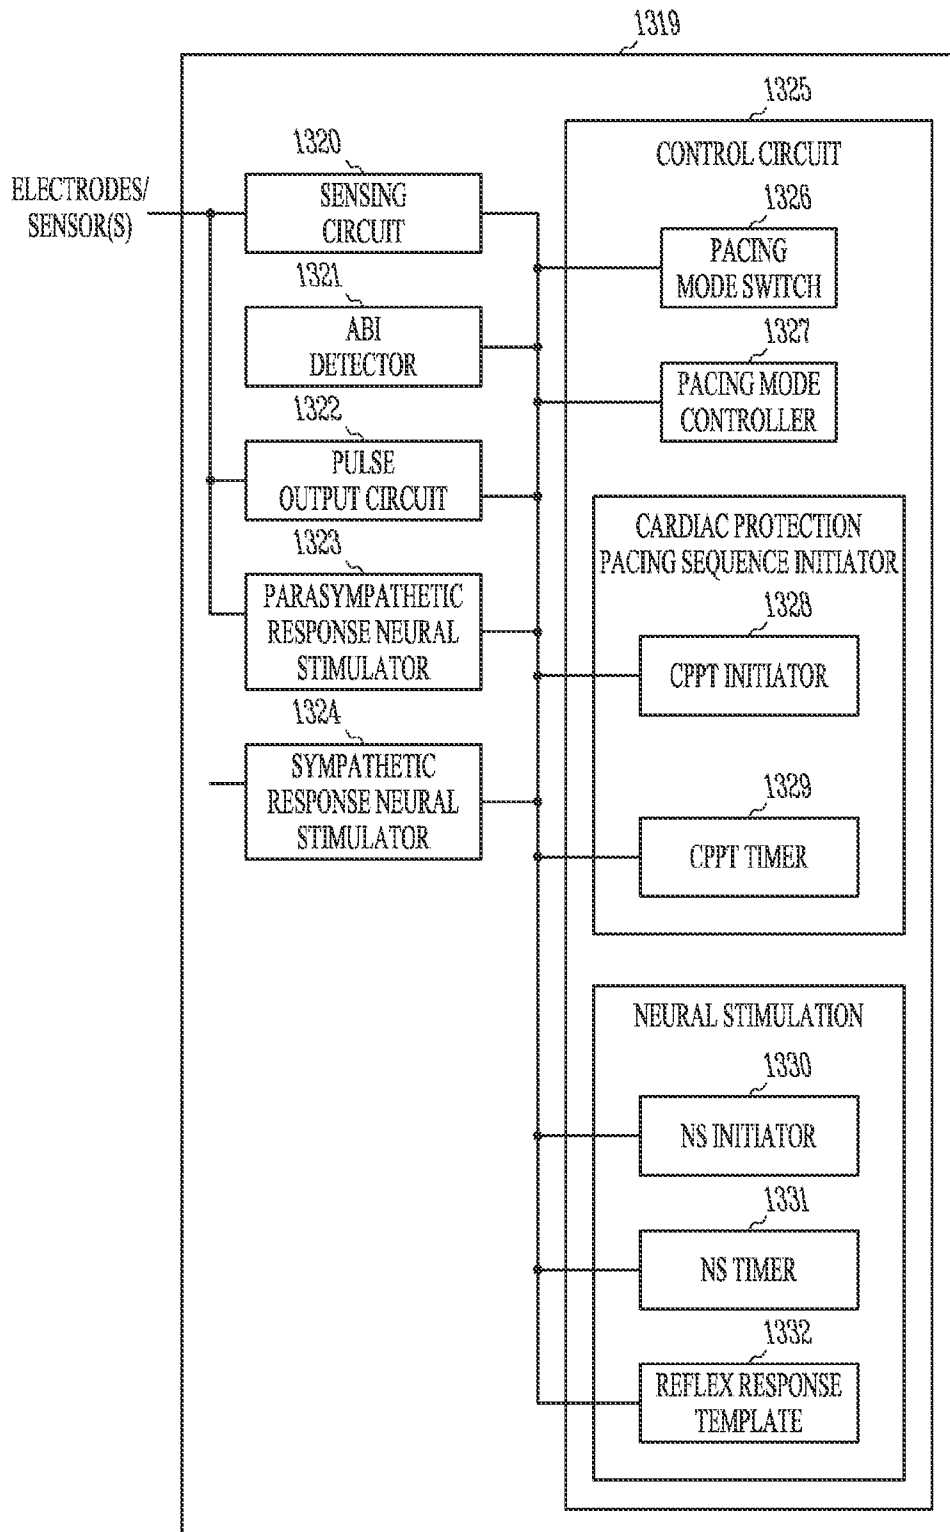 1319
1325
CONTROL CIRCUIT
1320
SENSING
CIRCUIT
ELECTRODES/
SENSOR(S)
1326
PACING
MODE SWITCH
1321
ABI
DETECTOR
1327
PACING MODE
CONTROLLER
1322
PULSE
OUTPUT CIRCUIT
CARDIAC PROTECTION
PACING SEQUENCE INITIATOR
1323
PARASYMPATHETIC
RESPONSE NEURAL
STIMULATOR
1328
CPPT INITIATOR
1324
SYMPATHETIC
RESPONSE NEURAL
STIMULATOR
1329
CPPT TIMER
NEURAL STIMULATION
1330
NS INITIATOR
1331
NS TIMER
1332
REFLEX RESPONSE
TEMPLATE